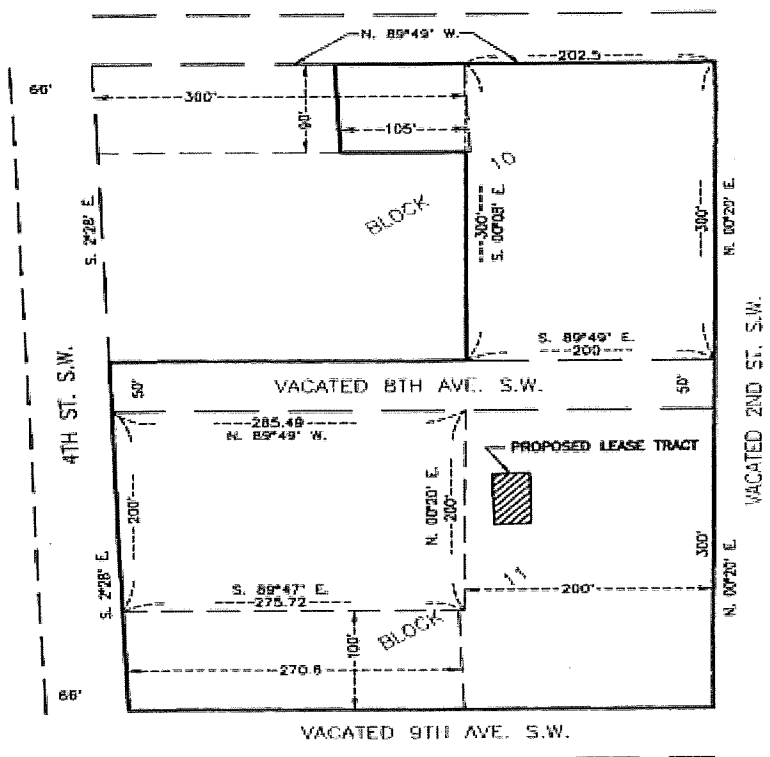 N. 89°49' W.
202.5
66'
300'
90'
105'
10
BLOCK
300'
S. 00°08' E.
300'
N. 00°20' E.
S. 2°28' E.
S. 89°49' E.
200
4TH ST. S.W.
50'
VACATED 8TH AVE. S.W.
50'
VACATED 2ND ST. S.W.
285.49
N. 89°49' W.
PROPOSED LEASE TRACT
200'
N. 00°20' E.
200'
300'
N. 00°20' E.
S. 2°28' E.
S. 89°47' E.
275.72
11
200'
BLOCK
100'
270.6
66'
VACATED 9TH AVE. S.W.